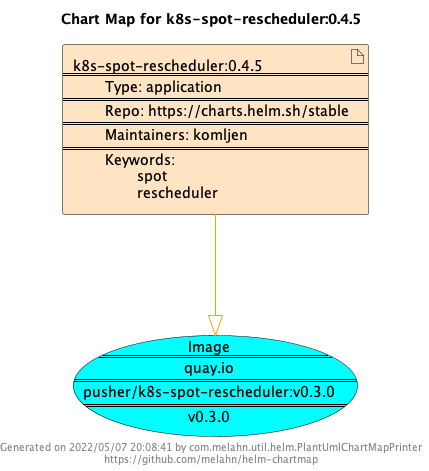 Chart Map for k8s-spot-rescheduler:0.4.5
k8s-spot-rescheduler:0.4.5
Type: application
Repo: https://charts.helm.sh/stable
Maintainers: komljen
Keywords:
spot
rescheduler
Image
quay.io
pusher/k8s-spot-rescheduler:v0.3.0
v0.3.0
Generated on 2022/05/07 20:08:41 by com.melahn.util.helm.PlantUmlChartMapPrinter
https://github.com/melahn/helm-chartmap